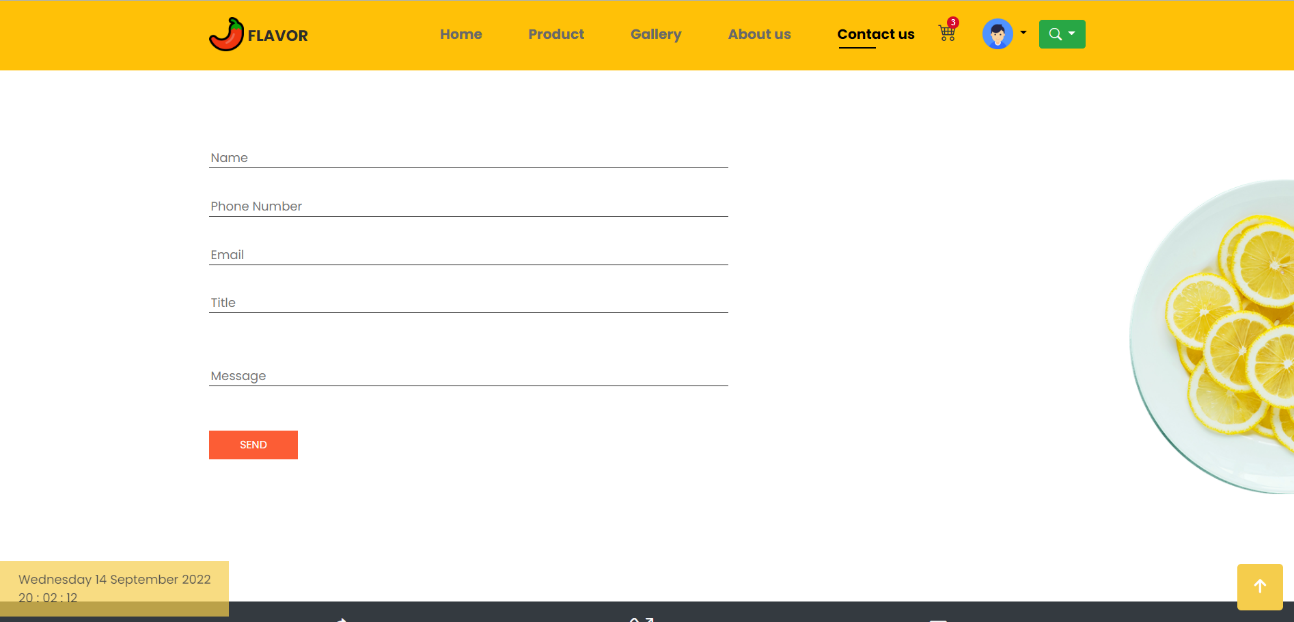 FLAVOR Home Product Gallery About us Contact us 3
Name
Phone Number
Email
Title
Message
SEND
Wednesday 14 September 2022
20 : 02 : 12